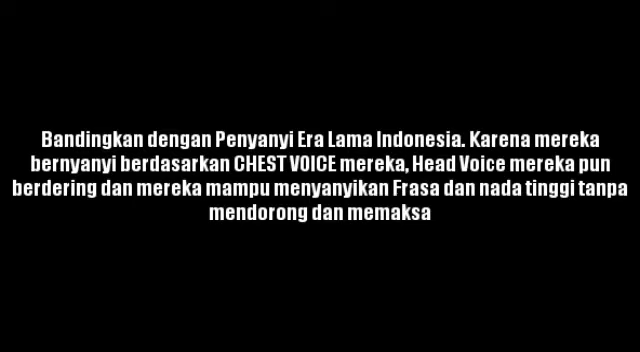 Bandingkan dengan Penyanyi Era Lama Indonesia. Karena mereka
bernyanyi berdasarkan CHEST VOICE mereka, Head Voice mereka pun
berdering dan mereka mampu menyanyikan Frasa dan nada tinggi tanpa
mendorong dan memaksa